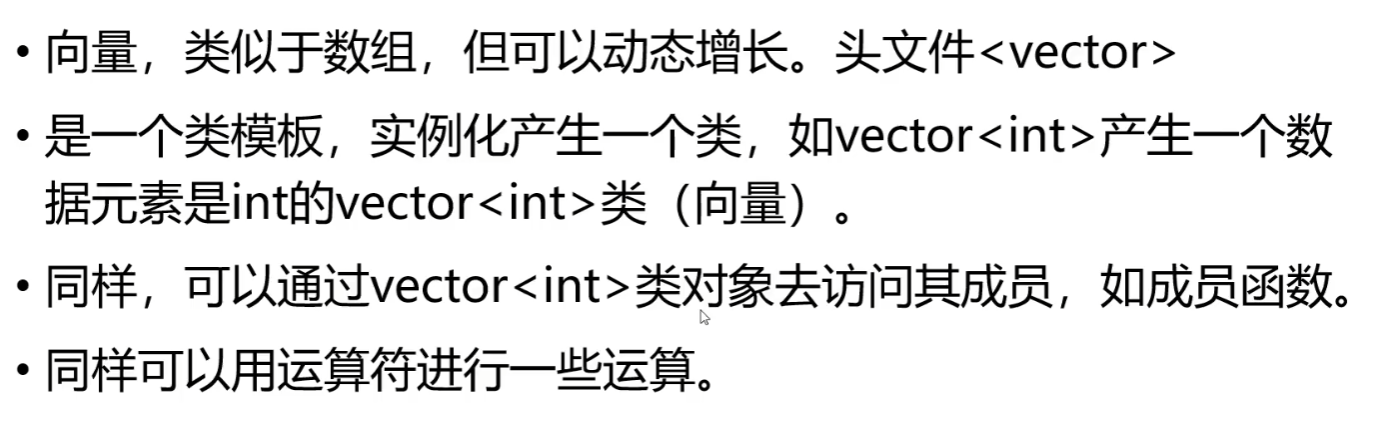 • 向量，类似于数组，但可以动态增长。头文件<vector>
• 是一个类模板，实例化产生一个类，如vector<int>产生一个数
据元素是int的vector<int>类（向量）。
• 同样，可以通过vector<int>类对象去访问其成员，如成员函数。
• 同样可以用运算符进行一些运算。